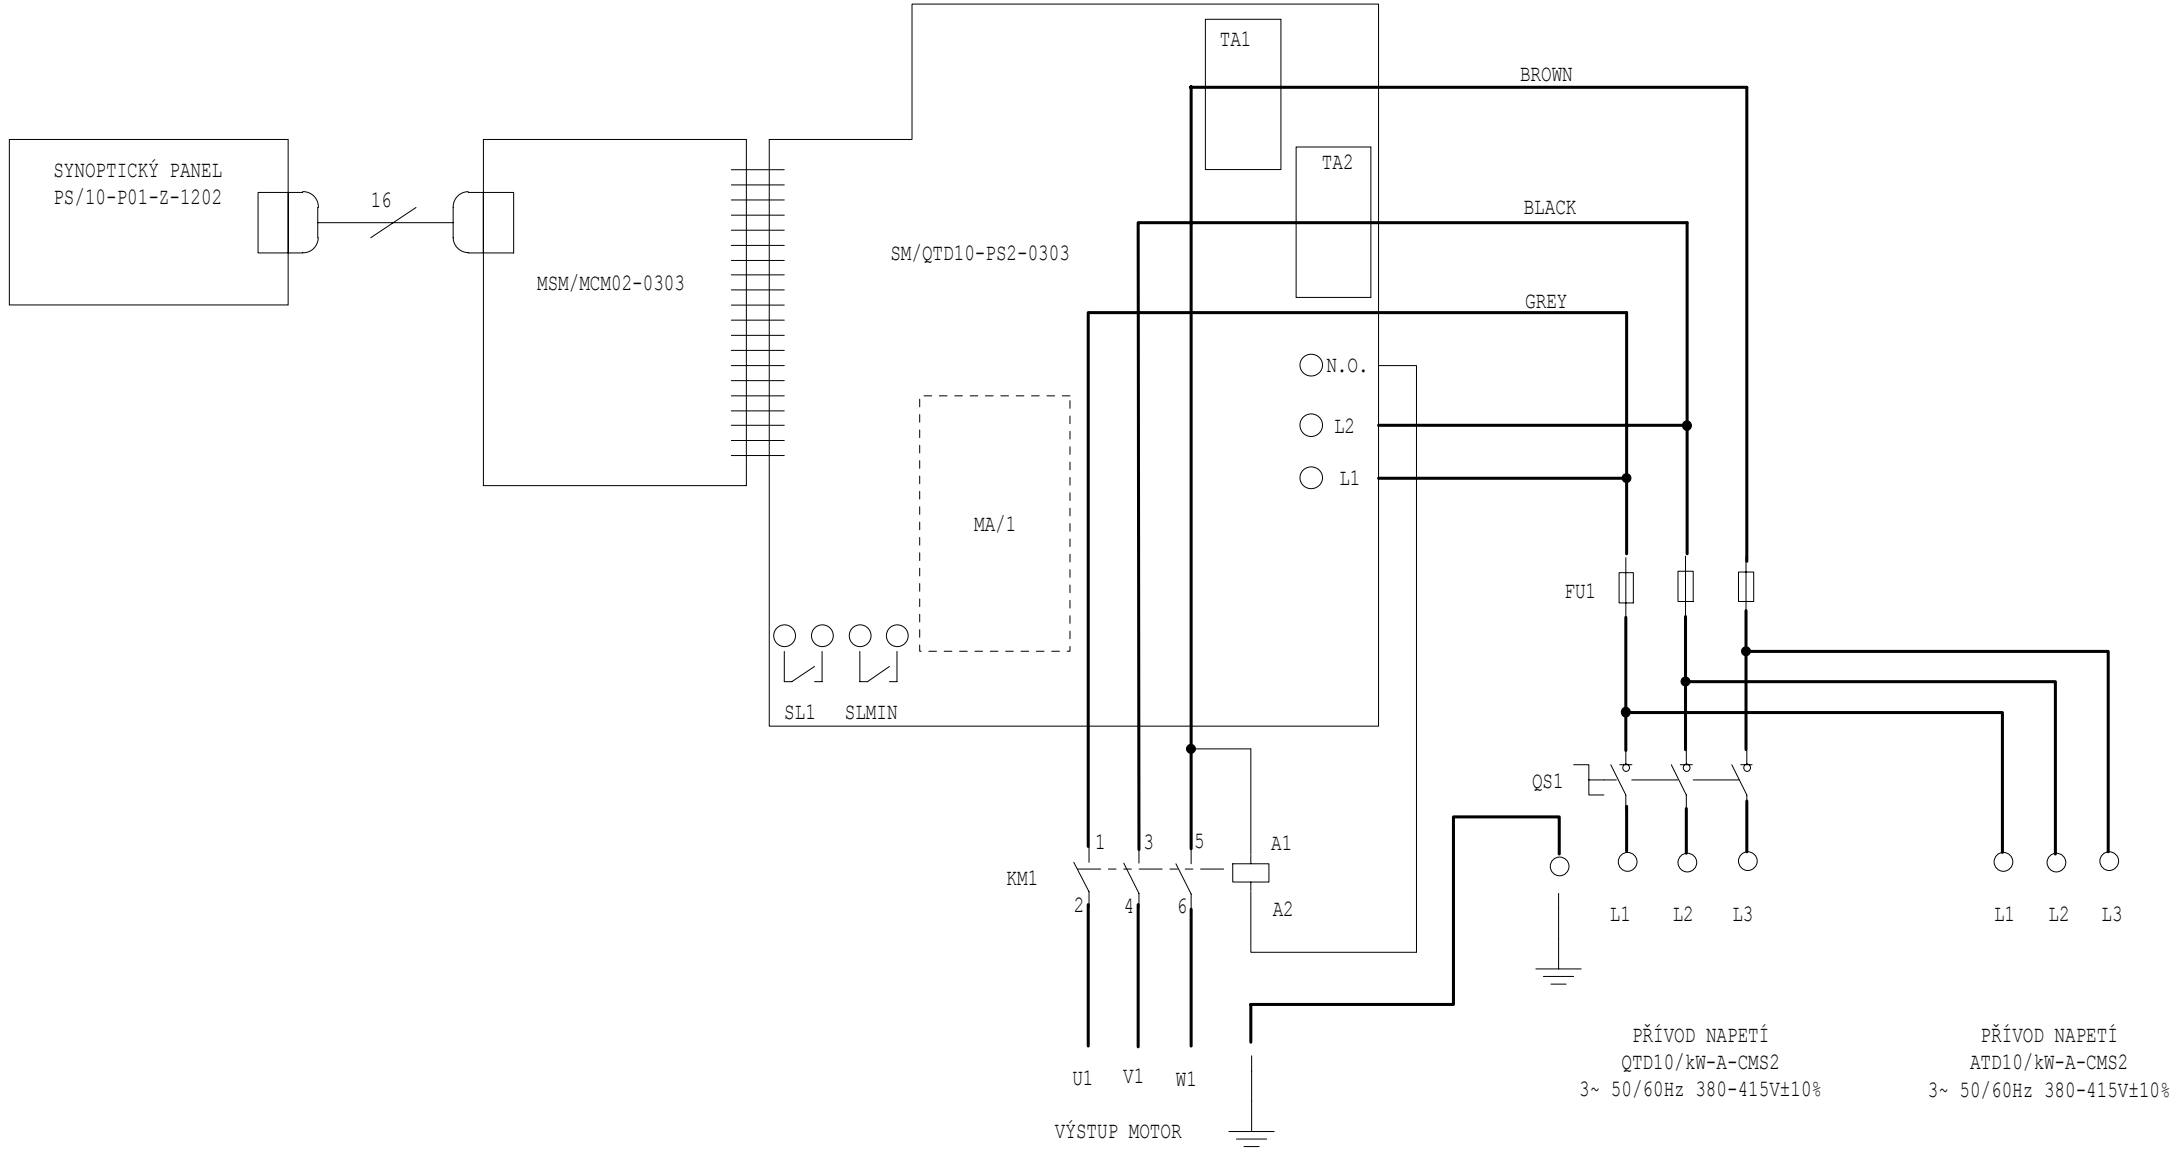 TA1
BROWN
SYNOPTICKÝ PANEL
PS/10-P01-Z-1202
TA2
16
BLACK
SM/QTD10-PS2-0303
MSM/MCM02-0303
GREY
N.O.
L2
L1
MA/1
FU1
SL1
SLMIN
QS1
1
3
5
A1
KM1
2
4
6
A2
L1
L2
L3
L1
L2
L3
PŘÍVOD NAPETÍ
QTD10/kW-A-CMS2
3~ 50/60Hz 380-415V±10%
PŘÍVOD NAPETÍ
ATD10/kW-A-CMS2
3~ 50/60Hz 380-415V±10%
U1
V1
W1
VÝSTUP MOTOR